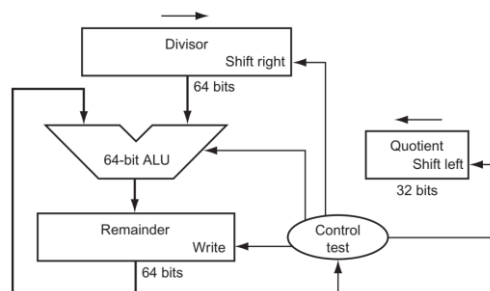 Divisor
Shift right
64 bits
64-bit ALU
Quotient
Shift left
32 bits
Remainder
Write
Control
test
64 bits